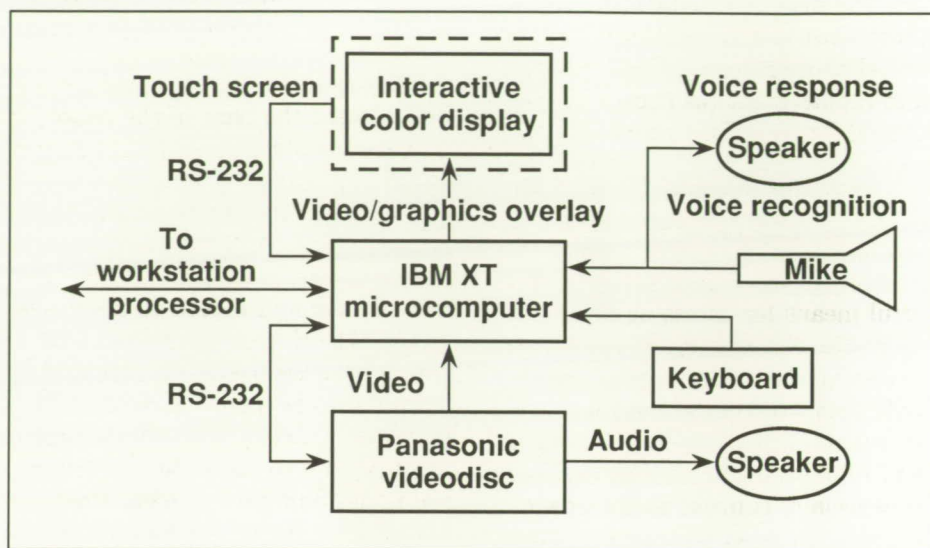 Touch screen
Interactive
color display
Voice response
Speaker
RS-232
Video/graphics overlay
Voice recognition
To
workstation
processor
IBM XT
microcomputer
Mike
RS-232
Video
Keyboard
Panasonic
videodisc
Audio
Speaker